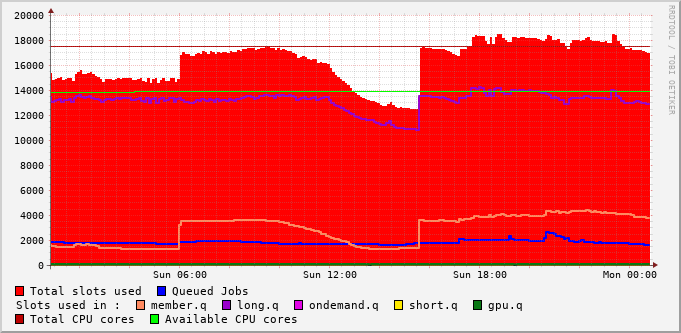 20000
18000
16000
14000
12000
10000
8000
6000
4000
2000
0
Sun 06:00 Sun 12:00 Sun 18:00 Mon 00:00
Total slots used Queued Jobs
Slots used in : member.q long.q ondemand.q short.q gpu.q
Total CPU cores Available CPU cores
RRDTOOL / TOBI OETIKER